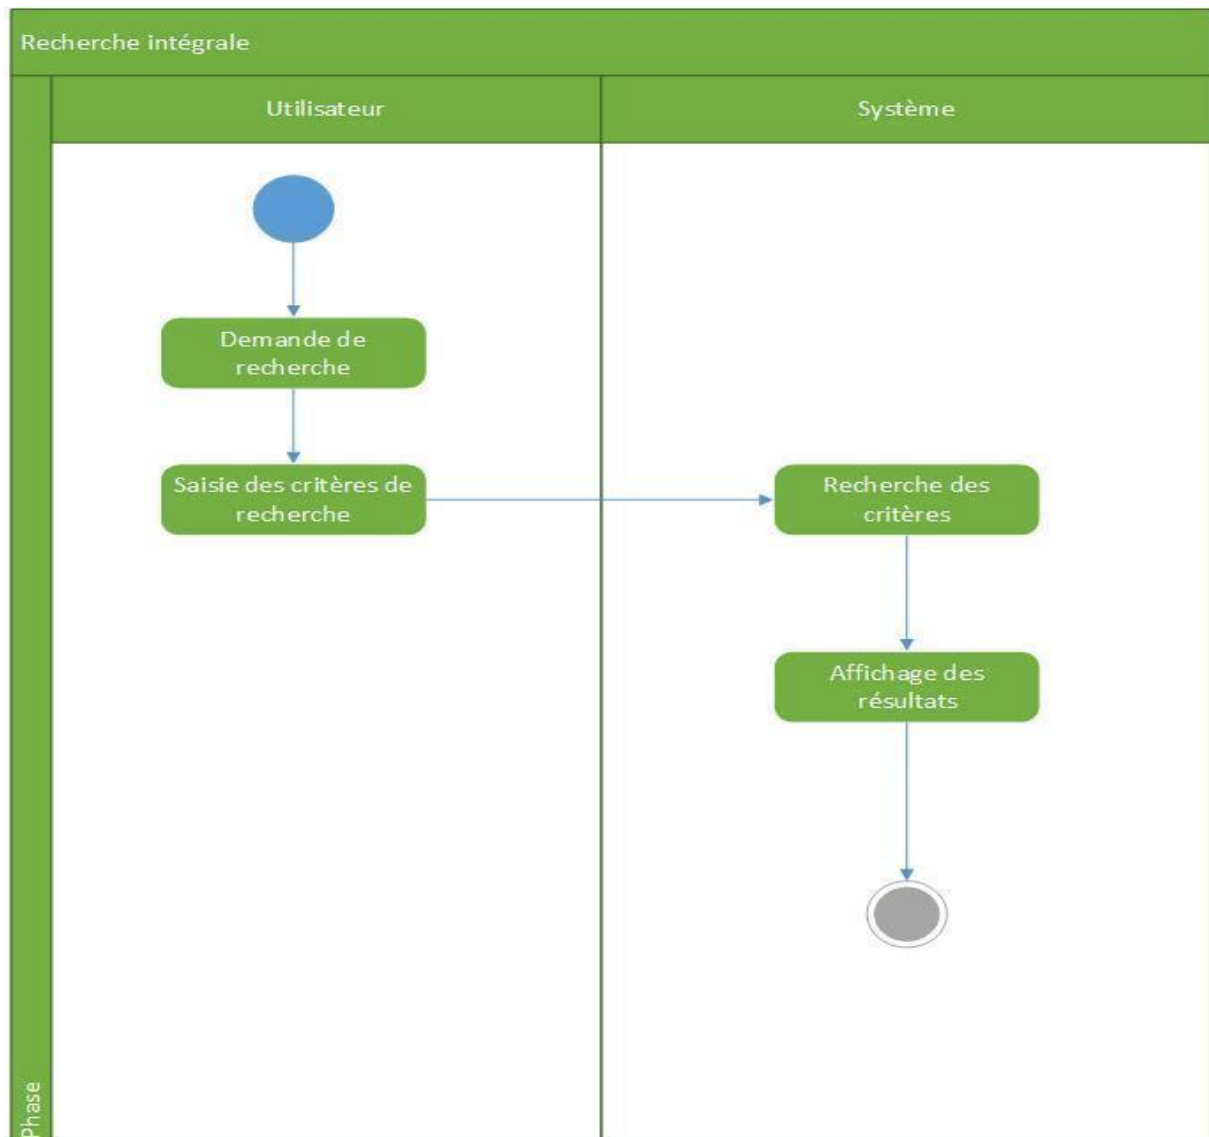 Recherche intégrale
Utilisateur
Système
Demande de
recherche
Saisie des critères de
recherche
Recherche des
critères
Affichage des
résultats
Phase